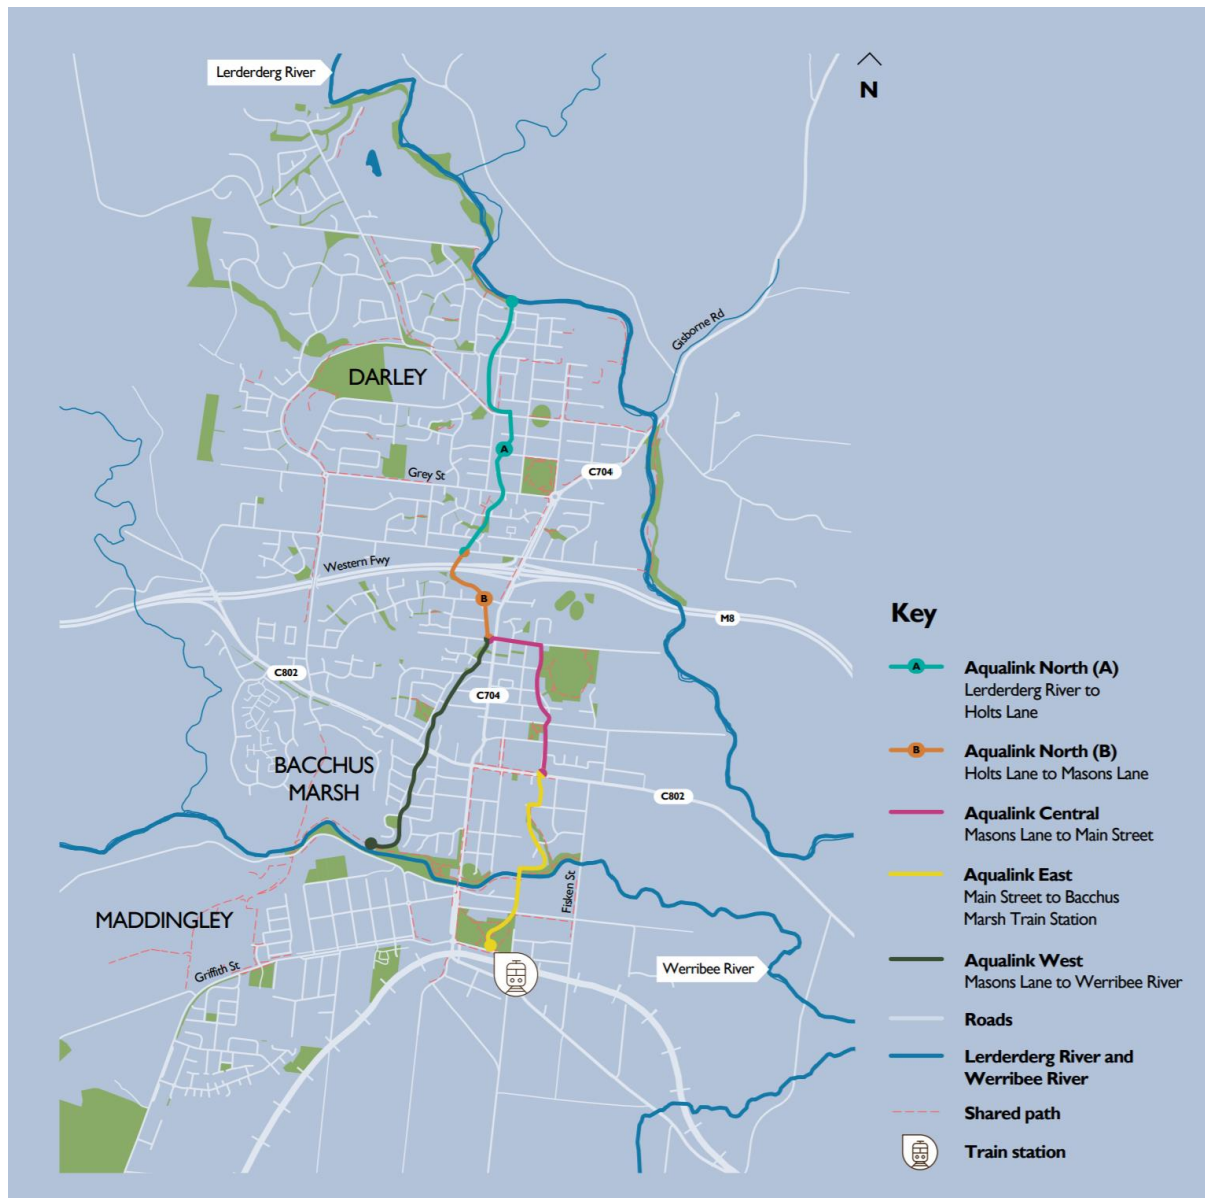 Lerderderg River
N
Gisborne Rd
DARLEY
A
C704
Grey St
Western Fwy
B
M8
C802
C704
BACCHUS
MARSH
C802
Fisken St
MADDINGLEY
Griffith St
Werribee River
Key
A
Aqualink North (A)
Lerderderg River to
Holts Lane
B
Aqualink North (B)
Holts Lane to Masons Lane
Aqualink Central
Masons Lane to Main Street
Aqualink East
Main Street to Bacchus
Marsh Train Station
Aqualink West
Masons Lane to Werribee River
Roads
Lerderderg River and
Werribee River
Shared path
Train station